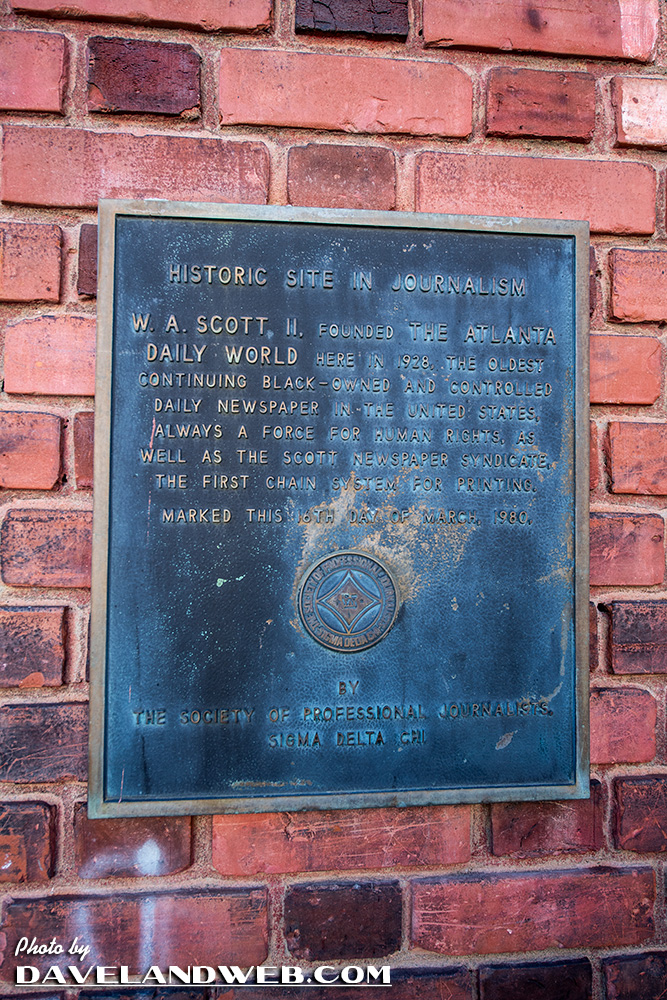 HISTORIC SITE IN JOURNALISM
W. A. SCOTT II, FOUNDED THE ATLANTA
DAILY WORLD HERE IN 1928, THE OLDEST
CONTINUING BLACK-OWNED AND CONTROLLED
DAILY NEWSPAPER IN THE UNITED STATES,
ALWAYS A FORCE FOR HUMAN RIGHTS, AS
WELL AS THE SCOTT NEWSPAPER SYNDICATE,
THE FIRST CHAIN SYSTEM FOR PRINTING.
MARKED THIS 16TH DAY OF MARCH, 1980,
SIGMA DELTA CHI
BY
THE SOCIETY OF PROFESSIONAL JOURNALISTS,
SIGMA DELTA CHI
Photo by
DAVELANDWEB.COM